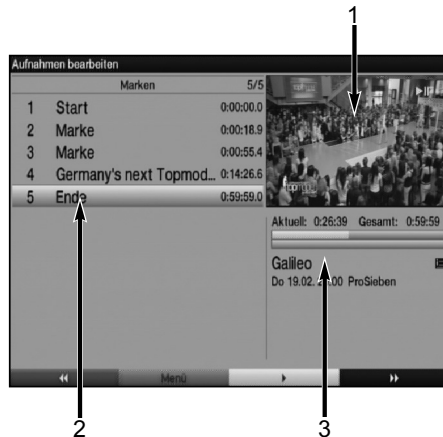 1
Aufnahmen bearbeiten
Marken 5/5
1 Start 0:00:00.0
2 Marke 0:00:18.9
3 Marke 0:00:55.4
4 Germany's next Topmod... 0:14:26.6
5 Ende 0:59:59.0
Aktuell: 0:26:39 Gesamt: 0:59:59
Galileo
Do 19.02. :00 ProSieben
Menü
2 3